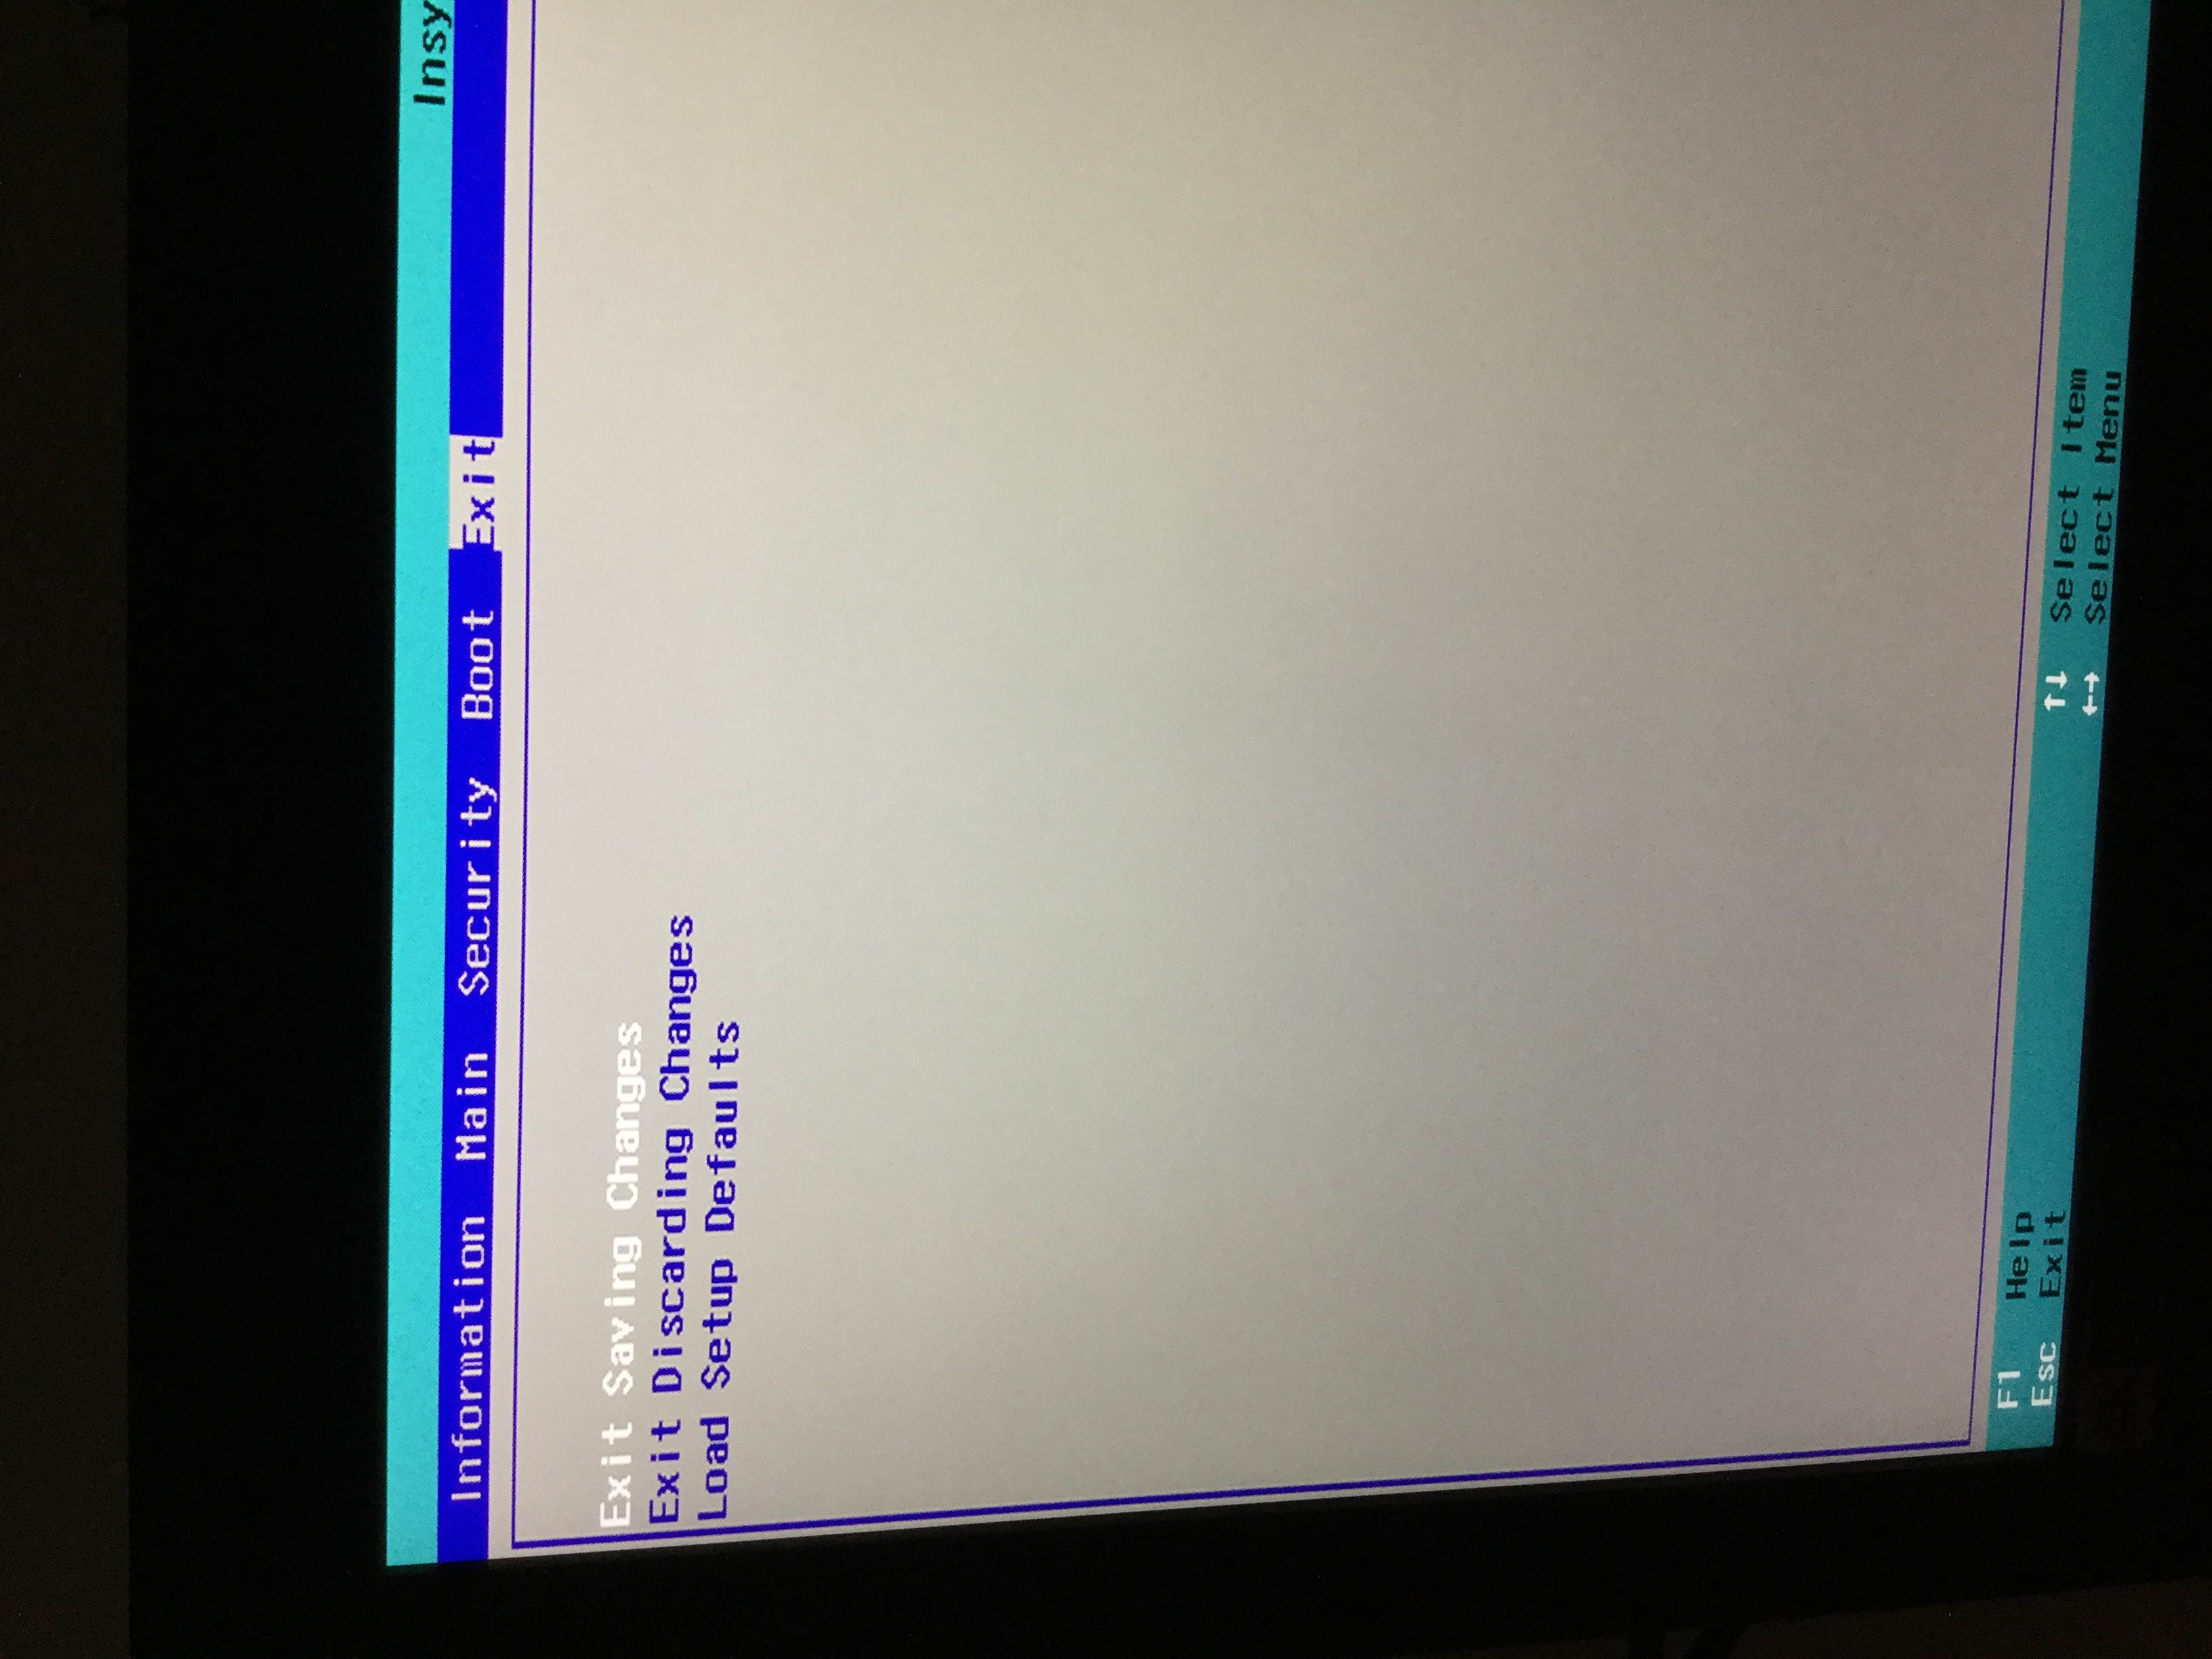 Insy
Information Main Security Boot Exit
Exit Saving Changes
Exit Discarding Changes
Load Setup Defaults
F1 Help
Esc Exit
↑↓ Select Item
←→ Select Menu